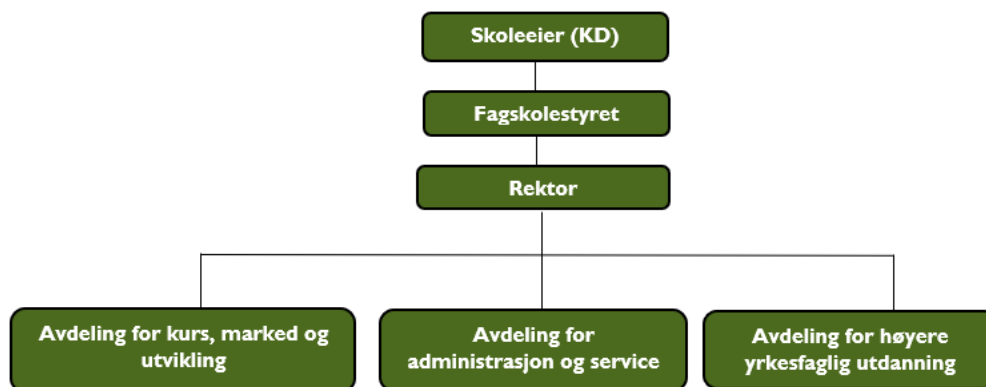 Skoleeier (KD)
Fagskolestyret
Rektor
Avdeling for kurs, marked og
utvikling
Avdeling for
administrasjon og service
Avdeling for høyere
yrkesfaglig utdanning